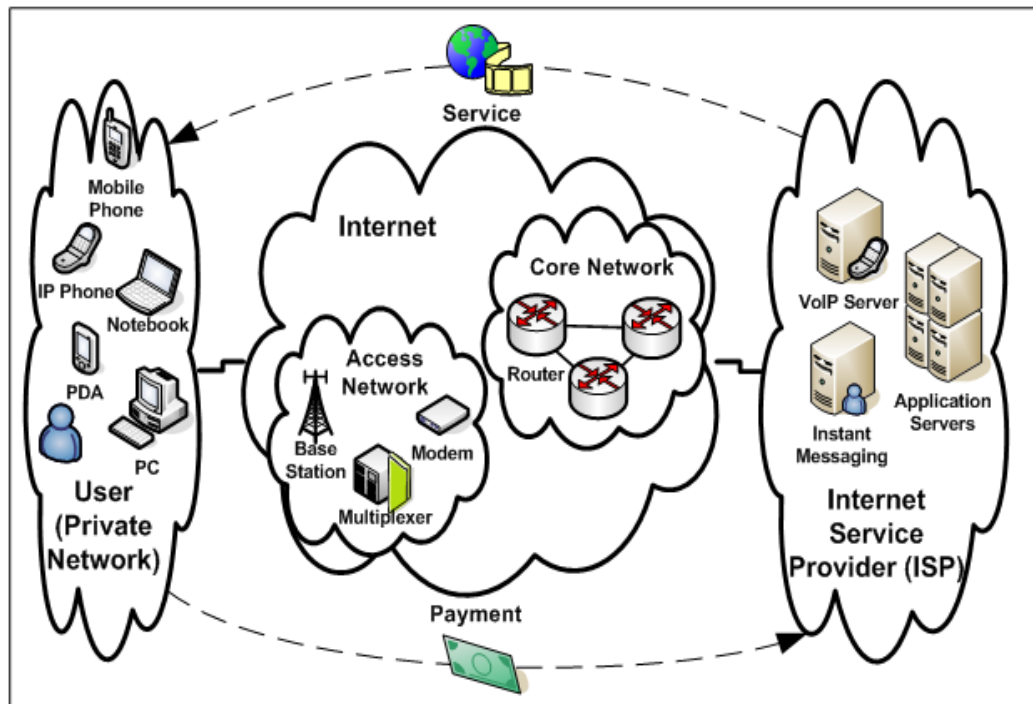 Service
Mobile
Phone
IP Phone
Notebook
PDA
PC
User
(Private
Network)
Internet
Access
Network
Base
Station
Modem
Multiplexer
Core Network
Router
VoIP Server
Instant
Messaging
Application
Servers
Internet
Service
Provider (ISP)
Payment